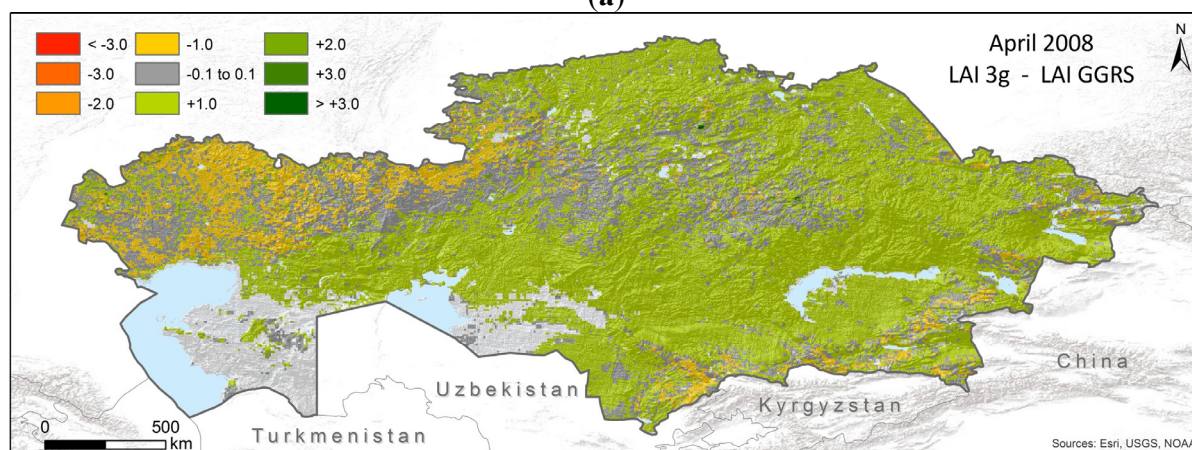 (a)
< -3.0 -1.0 +2.0
-3.0 -0.1 to 0.1 +3.0
-2.0 +1.0 > +3.0
April 2008
LAI 3g - LAI GGRS
N
China
Uzbekistan
Kyrgyzstan
Turkmenistan
0 500
km
Sources: Esri, USGS, NOAA